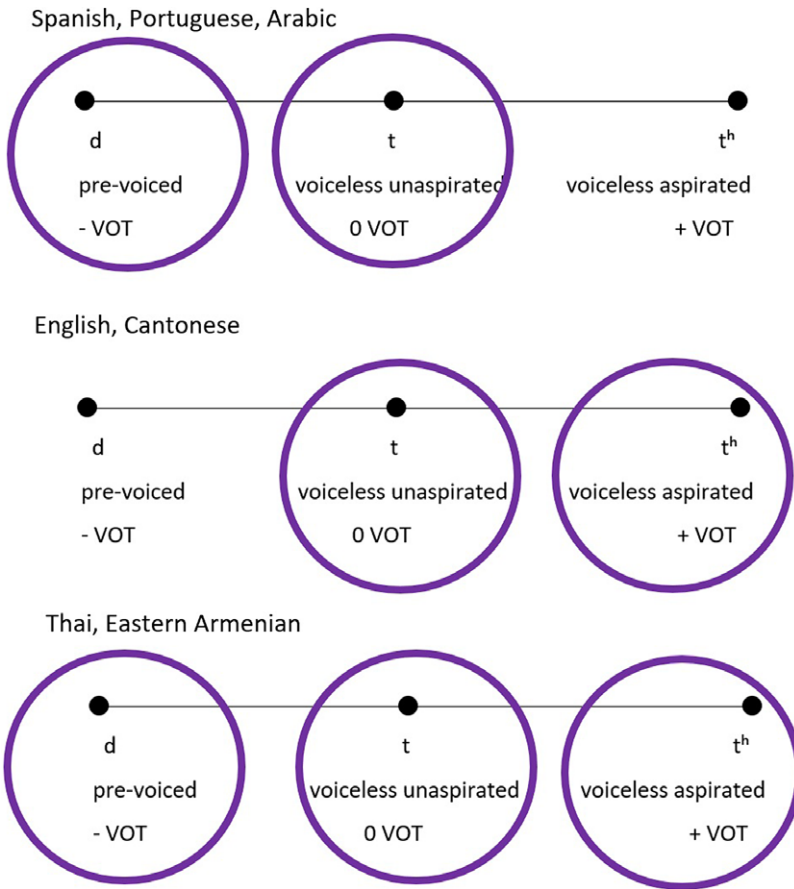 Spanish, Portuguese, Arabic
d t tʰ
pre-voiced voiceless unaspirated voiceless aspirated
- VOT 0 VOT + VOT
English, Cantonese
d t tʰ
pre-voiced voiceless unaspirated voiceless aspirated
- VOT 0 VOT + VOT
Thai, Eastern Armenian
d t tʰ
pre-voiced voiceless unaspirated voiceless aspirated
- VOT 0 VOT + VOT